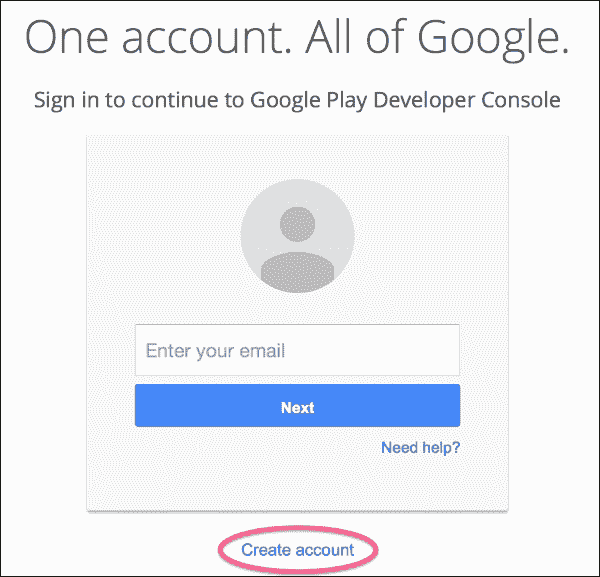 One account. All of Google.
Sign in to continue to Google Play Developer Console
Enter your email
Next
Need help?
Create account